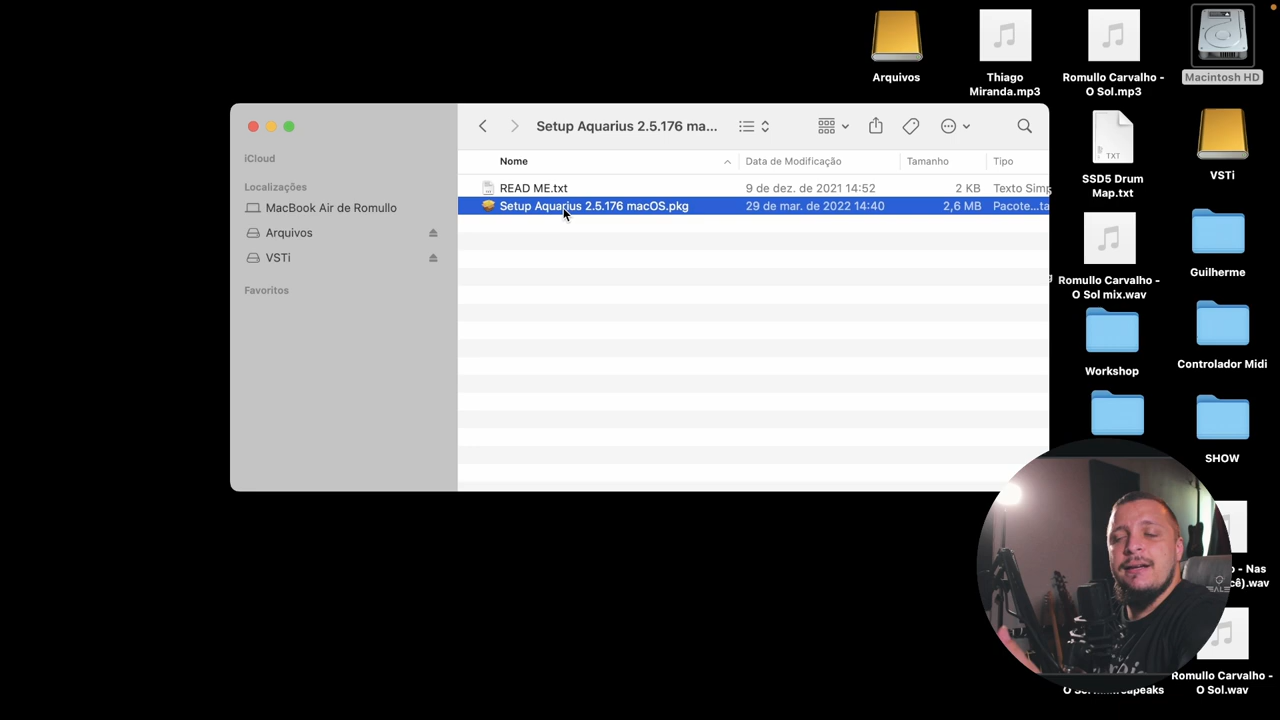 Arquivos
Thiago
Miranda.mp3
Romullo Carvalho -
O Sol.mp3
Macintosh HD
Setup Aquarius 2.5.176 ma...
iCloud
Localizações
MacBook Air de Romullo
Arquivos
VSTi
Favoritos
Nome
Data de Modificação
Tamanho
Tipo
READ ME.txt
9 de dez. de 2021 14:52
2 KB
Texto Simp
Setup Aquarius 2.5.176 macOS.pkg
29 de mar. de 2022 14:40
2,6 MB
Pacote...ta
TXT
SSD5 Drum
Map.txt
VSTi
Romullo Carvalho -
O Sol mix.wav
Guilherme
Workshop
Controlador Midi
SHOW
o - Nas
cê).wav
Romullo Carvalho -
O Sol.wav